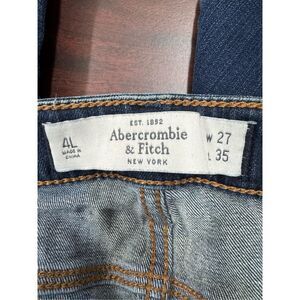 4L
MADE IN
CHINA
EST. 1892
Abercrombie
& Fitch
NEW YORK
W 27
L 35